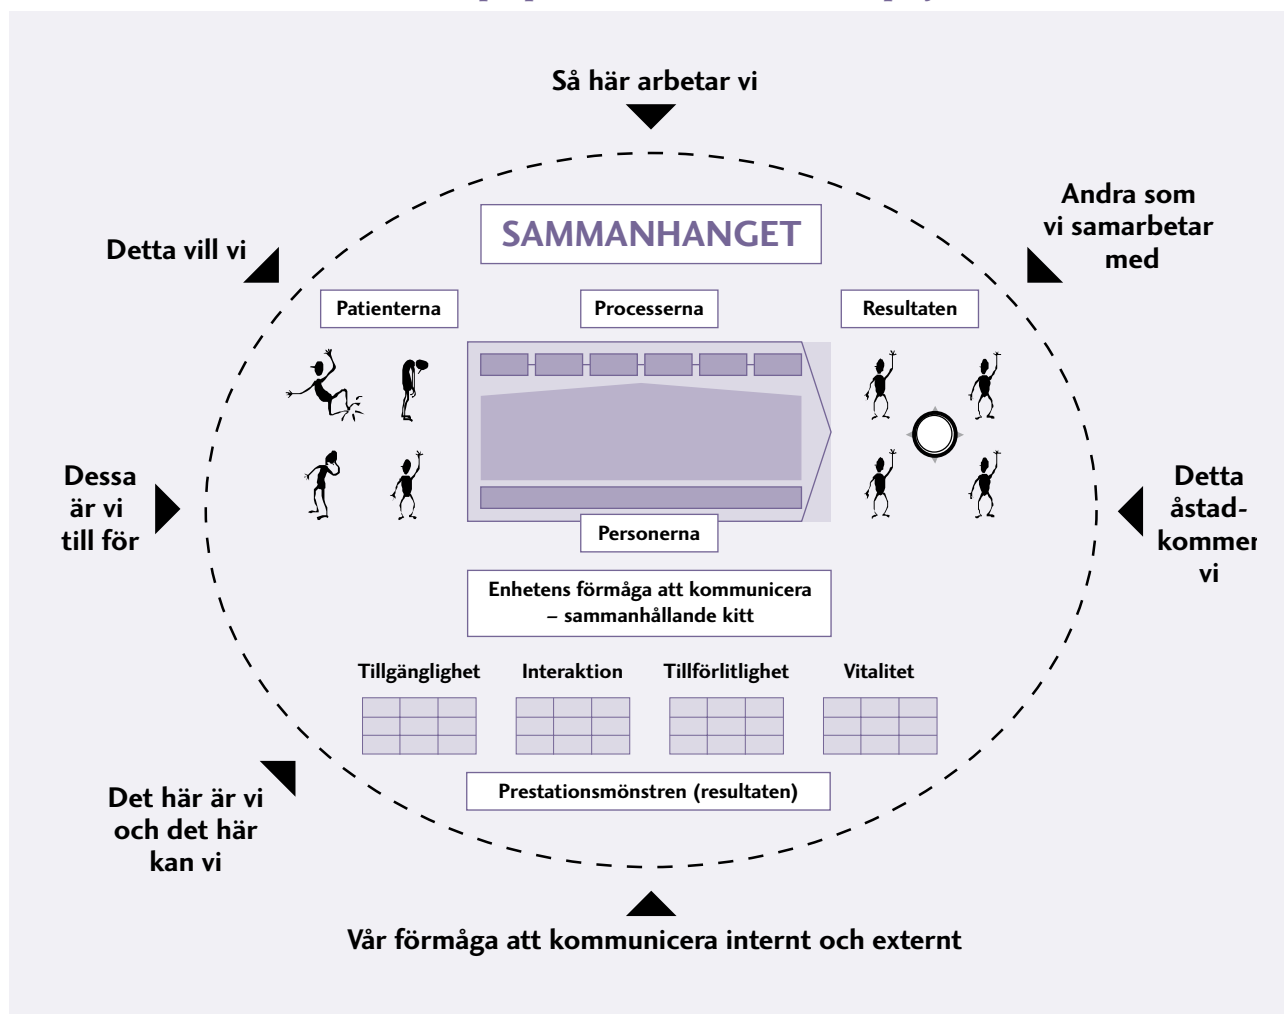 Så här arbetar vi
Andra som
vi samarbetar
med
Detta vill vi
SAMMANHANGET
Patienterna
Processerna
Resultaten
Dessa
är vi
till för
Detta
åstad-
kommer
vi
Personerna
Enhetens förmåga att kommunicera
– sammanhållande kitt
Tillgänglighet
Interaktion
Tillförlitlighet
Vitalitet
Prestationsmönstren (resultaten)
Det här är vi
och det här
kan vi
Vår förmåga att kommunicera internt och externt